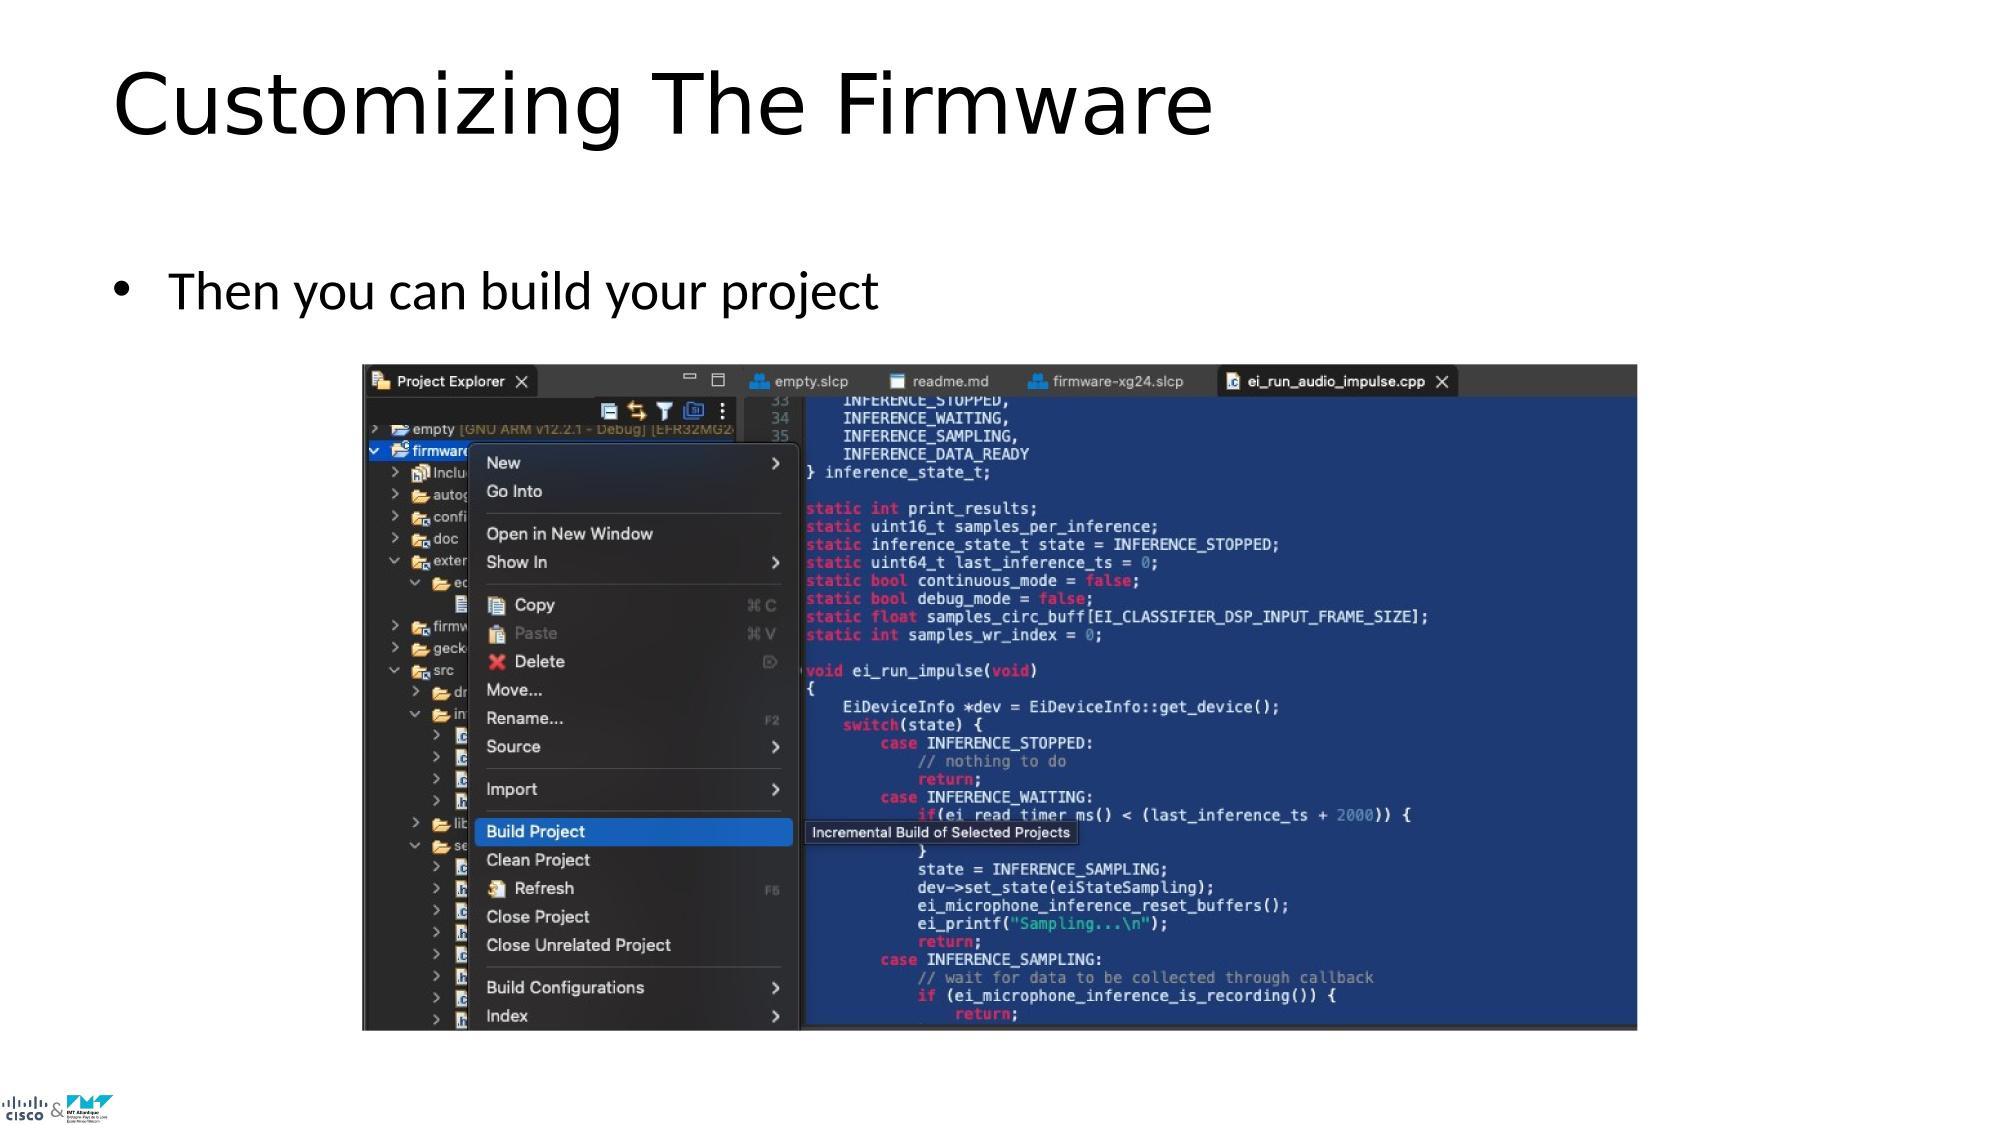 Customizing The Firmware
• Then you can build your project
Project Explorer
empty.slcp
readme.md
firmware-xg24.slcp
ei_run_audio_impulse.cpp
empty [GNU ARM v12.2.1 - Debug] [EFR32MG2
firmware
Inclu
autog
confi
doc
exter
ec
firmw
geck
src
dr
in
lib
se
New
Go Into
Open in New Window
Show In
Copy ⌘ C
Paste ⌘ V
Delete
Move...
Rename... F2
Source
Import
Build Project
Clean Project
Refresh F5
Close Project
Close Unrelated Project
Build Configurations
Index
Incremental Build of Selected Projects
33 INFERENCE_STOPPED,
34 INFERENCE_WAITING,
35 INFERENCE_SAMPLING,
INFERENCE_DATA_READY
} inference_state_t;
static int print_results;
static uint16_t samples_per_inference;
static inference_state_t state = INFERENCE_STOPPED;
static uint64_t last_inference_ts = 0;
static bool continuous_mode = false;
static bool debug_mode = false;
static float samples_circ_buff[EI_CLASSIFIER_DSP_INPUT_FRAME_SIZE];
static int samples_wr_index = 0;
void ei_run_impulse(void)
{
EiDeviceInfo *dev = EiDeviceInfo::get_device();
switch(state) {
case INFERENCE_STOPPED:
// nothing to do
return;
case INFERENCE_WAITING:
if(ei_read_timer_ms() < (last_inference_ts + 2000)) {
}
state = INFERENCE_SAMPLING;
dev->set_state(eiStateSampling);
ei_microphone_inference_reset_buffers();
ei_printf("Sampling...\n");
return;
case INFERENCE_SAMPLING:
// wait for data to be collected through callback
if (ei_microphone_inference_is_recording()) {
return;
cisco & IMT Atlantique